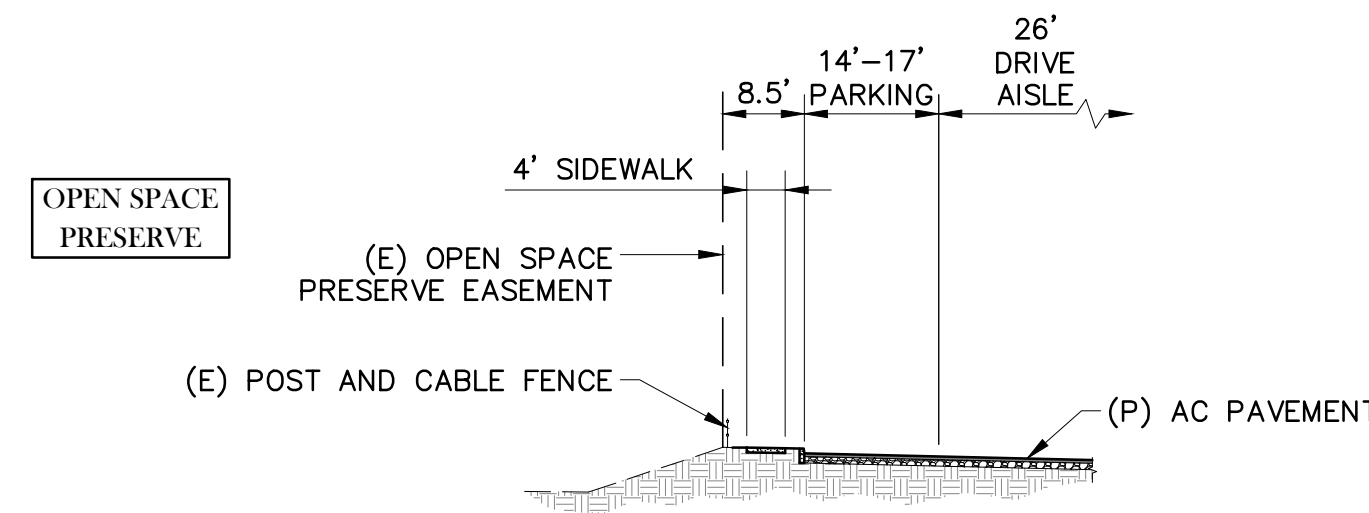 26'
DRIVE
AISLE
14'-17'
PARKING
8.5'
4' SIDEWALK
OPEN SPACE
PRESERVE
(E) OPEN SPACE
PRESERVE EASEMENT
(E) POST AND CABLE FENCE
(P) AC PAVEMENT